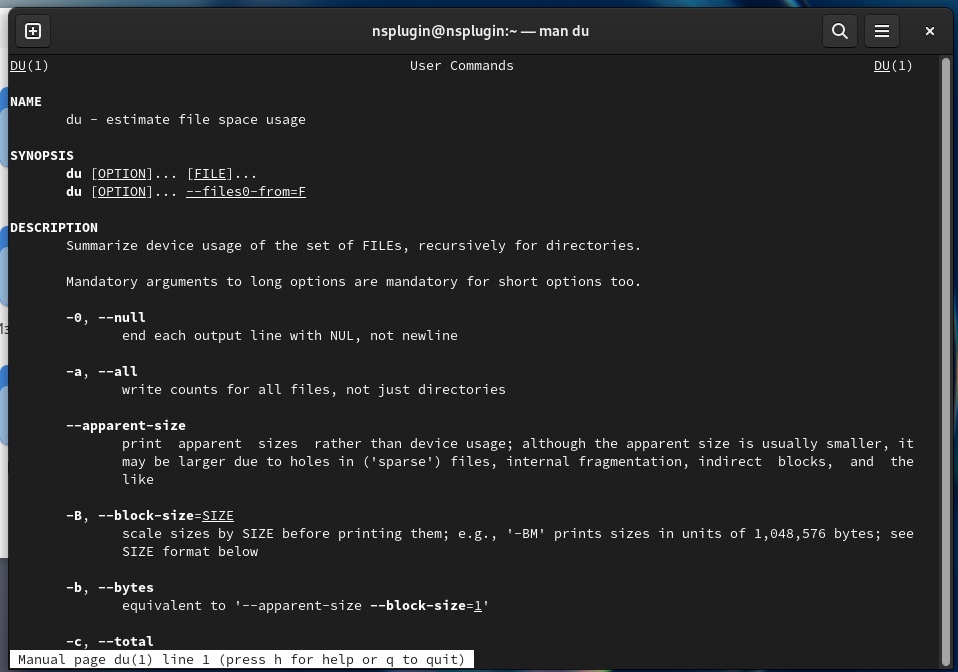 nsplugin@nsplugin:~ — man du
DU(1) User Commands DU(1)
NAME
du - estimate file space usage
SYNOPSIS
du [OPTION]... [FILE]...
du [OPTION]... --files0-from=F
DESCRIPTION
Summarize device usage of the set of FILEs, recursively for directories.
Mandatory arguments to long options are mandatory for short options too.
-0, --null
end each output line with NUL, not newline
-a, --all
write counts for all files, not just directories
--apparent-size
print apparent sizes rather than device usage; although the apparent size is usually smaller, it
may be larger due to holes in ('sparse') files, internal fragmentation, indirect blocks, and the
like
-B, --block-size=SIZE
scale sizes by SIZE before printing them; e.g., '-BM' prints sizes in units of 1,048,576 bytes; see
SIZE format below
-b, --bytes
equivalent to '--apparent-size --block-size=1'
-c, --total
Manual page du(1) line 1 (press h for help or q to quit)